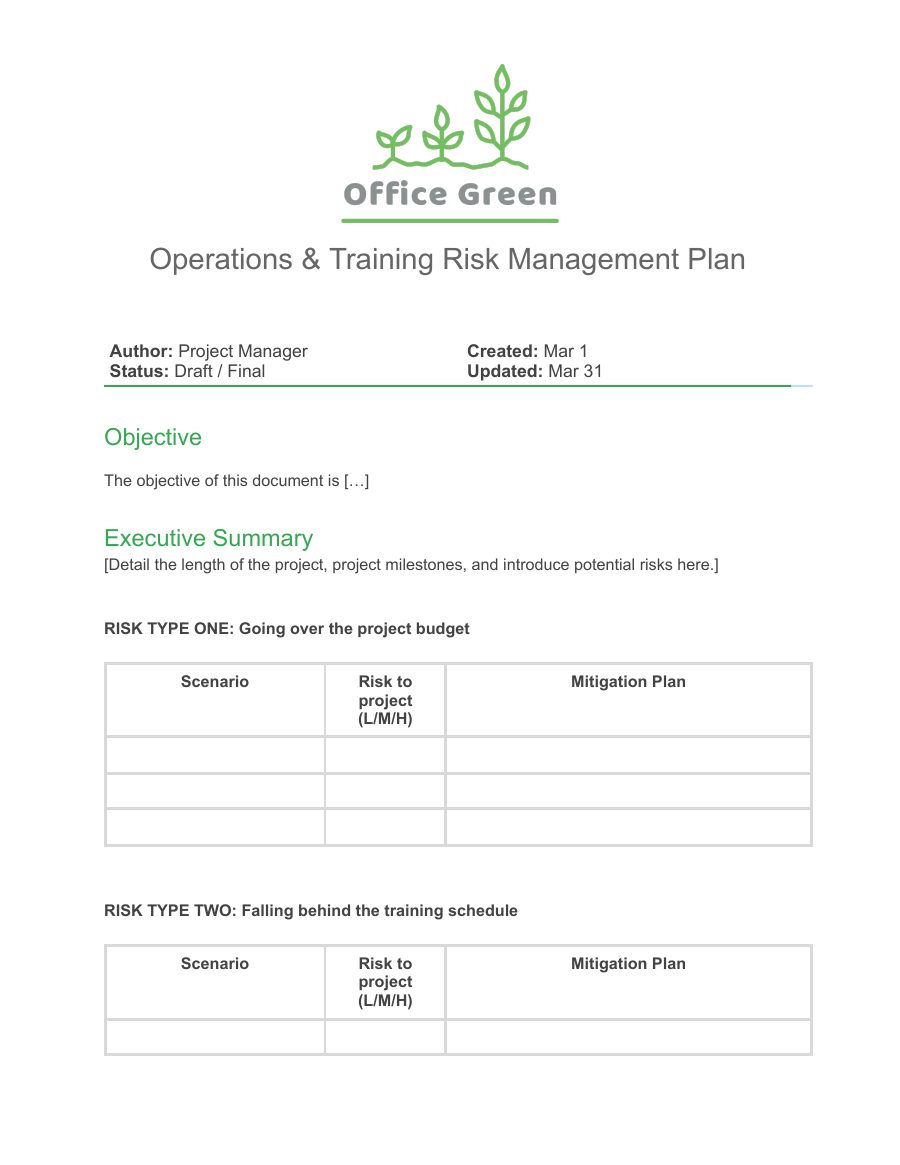 Office Green
Operations & Training Risk Management Plan
Author: Project Manager
Created: Mar 1
Status: Draft / Final
Updated: Mar 31
Objective
The objective of this document is […]
Executive Summary
[Detail the length of the project, project milestones, and introduce potential risks here.]
RISK TYPE ONE: Going over the project budget
Scenario
Risk to
project
(L/M/H)
Mitigation Plan
RISK TYPE TWO: Falling behind the training schedule
Scenario
Risk to
project
(L/M/H)
Mitigation Plan